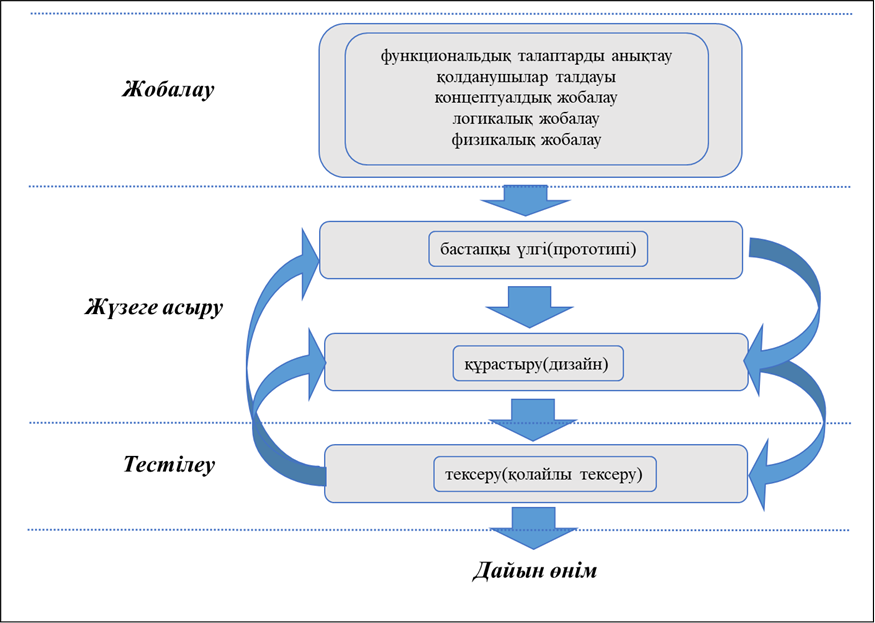 Жобалау
функциональдық талаптарды анықтау
қолданушылар талдауы
концептуалдық жобалау
логикалық жобалау
физикалық жобалау
Жүзеге асыру
бастапқы үлгі(прототипі)
құрастыру(дизайн)
Тестілеу
тексеру(қолайлы тексеру)
Дайын өнім